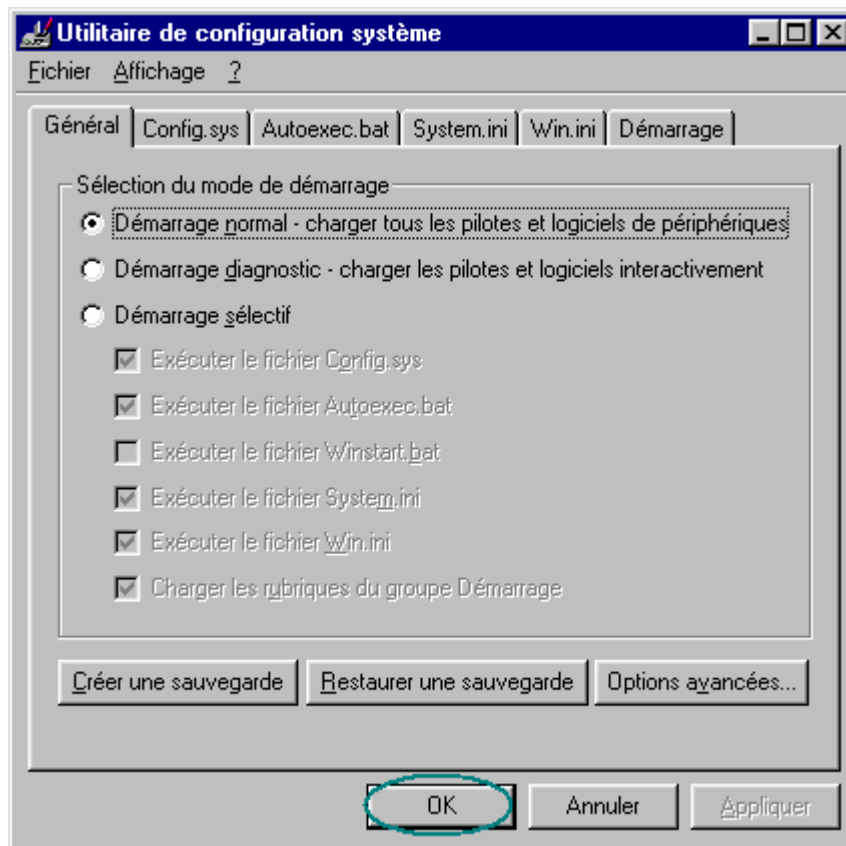 Utilitaire de configuration système
Fichier Affichage ?
Général Config.sys Autoexec.bat System.ini Win.ini Démarrage
Sélection du mode de démarrage
Démarrage normal - charger tous les pilotes et logiciels de périphériques
Démarrage diagnostic - charger les pilotes et logiciels interactivement
Démarrage sélectif
Exécuter le fichier Config.sys
Exécuter le fichier Autoexec.bat
Exécuter le fichier Winstart.bat
Exécuter le fichier System.ini
Exécuter le fichier Win.ini
Charger les rubriques du groupe Démarrage
Créer une sauvegarde Restaurer une sauvegarde Options avancées...
OK Annuler Appliquer